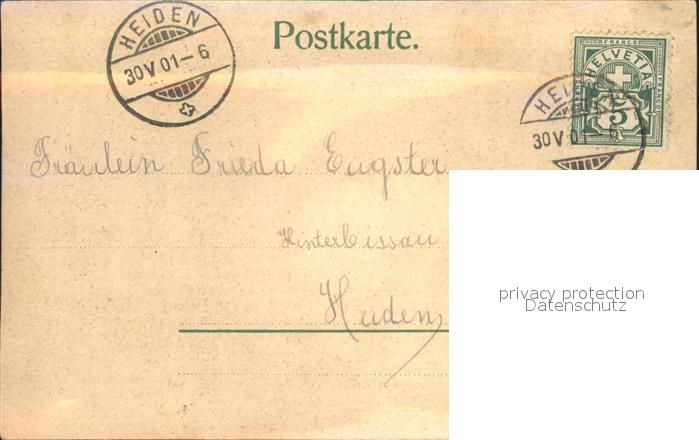 HEIDEN
30 V 01 – 6
Postkarte.
FRANCO
HELVETIA
5
HEIDEN
30 V 01 – 6
Fräulein Frieda Eugster
Hinterbissau
Heiden,
privacy protection
Datenschutz